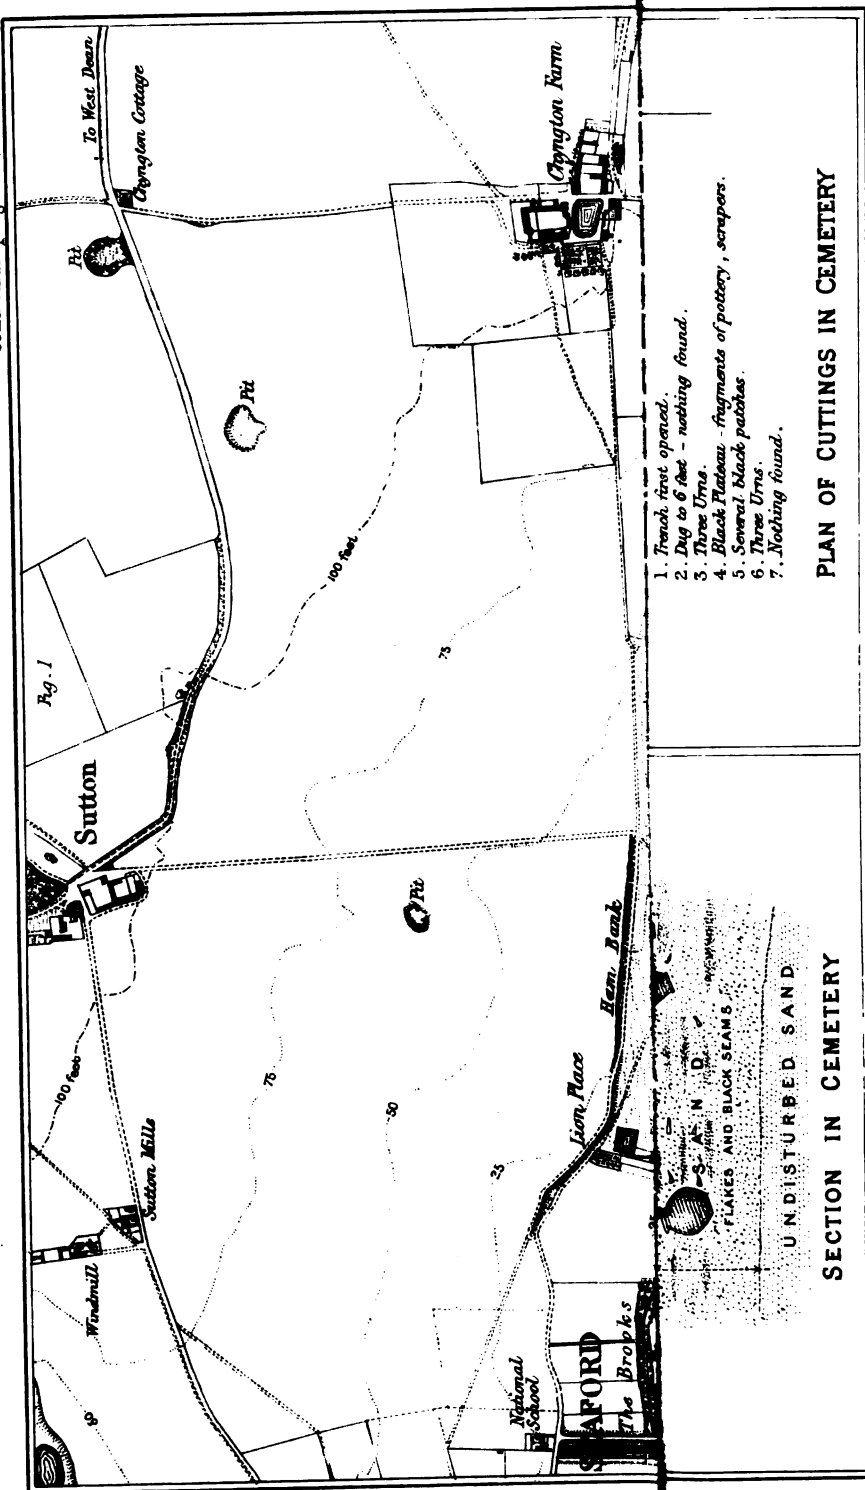 To West Dean
Chyngton Cottage
Pit
Chyngton Farm
Pit
Fig. 1
100 feet
75
Sutton
Pit
Ham Bank
Lion Place
100 feet
75
50
25
Sutton Mills
Windmill
National
School
The Brooks
1. Trench first opened.
2. Dug to 6 feet - nothing found.
3. Three Urns.
4. Black Plateau - fragments of pottery, scrapers.
5. Several black patches.
6. Three Urns.
7. Nothing found.
PLAN OF CUTTINGS IN CEMETERY
SAND
FLAKES AND BLACK SEAMS
UNDISTURBED SAND
SECTION IN CEMETERY